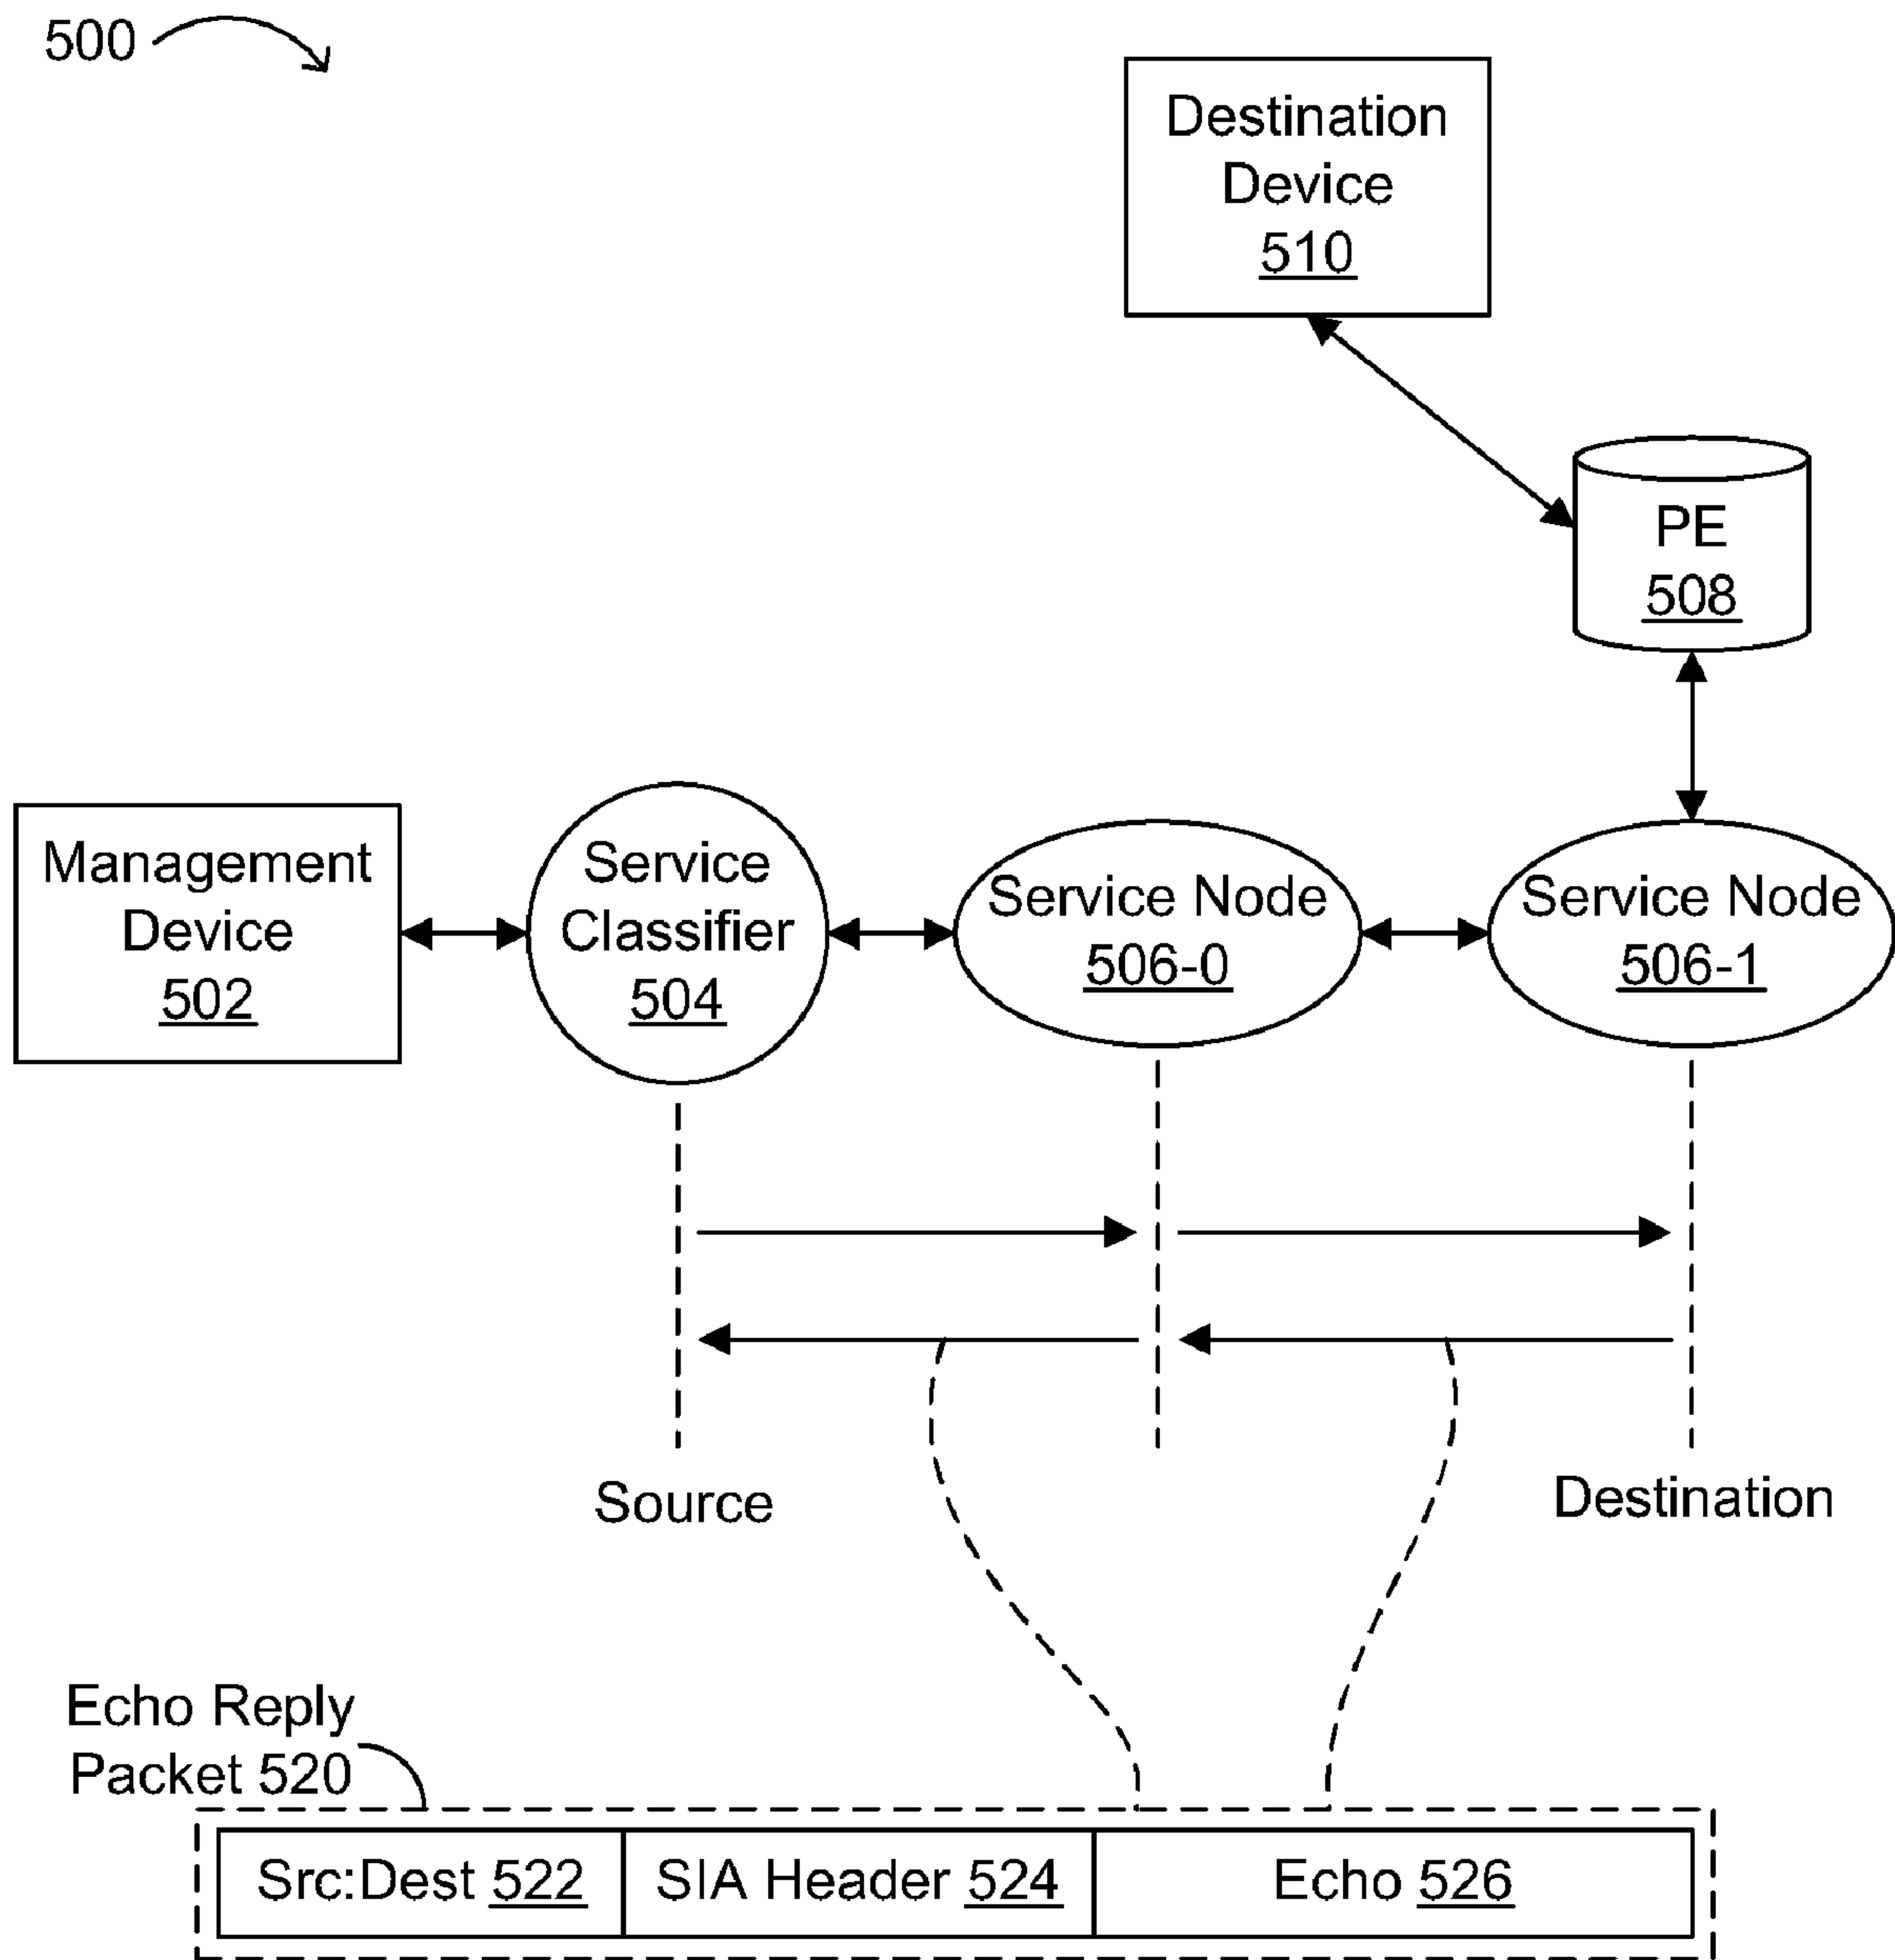 500
Destination
Device
510
PE
508
Management
Device
502
Service
Classifier
504
Service Node
506-0
Service Node
506-1
Source
Destination
Echo Reply
Packet 520
Src:Dest 522
SIA Header 524
Echo 526